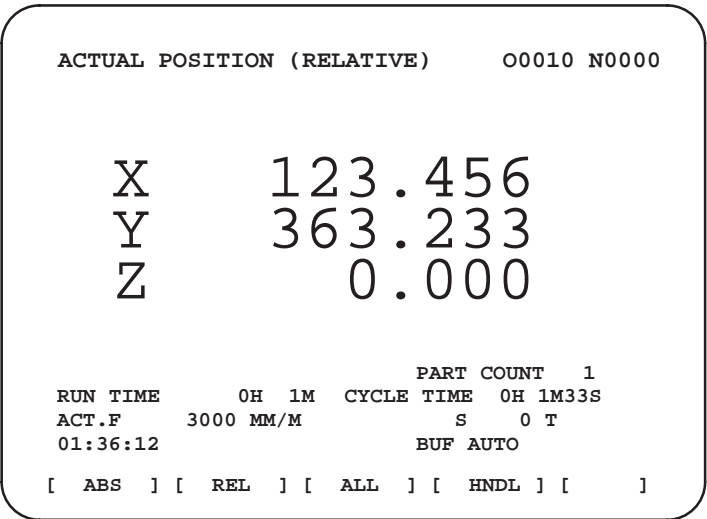 ACTUAL POSITION (RELATIVE) O0010 N0000
X 123.456
Y 363.233
Z 0.000
PART COUNT 1
RUN TIME 0H 1M CYCLE TIME 0H 1M33S
ACT.F 3000 MM/M S 0 T
01:36:12 BUF AUTO
[ ABS ] [ REL ] [ ALL ] [ HNDL ] [ ]